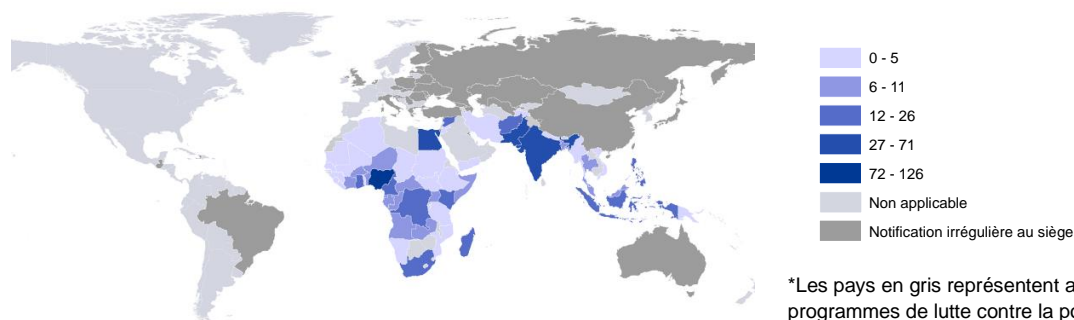 0 - 5
6 - 11
12 - 26
27 - 71
72 - 126
Non applicable
Notification irrégulière au siège
*Les pays en gris représentent
programmes de lutte contre la